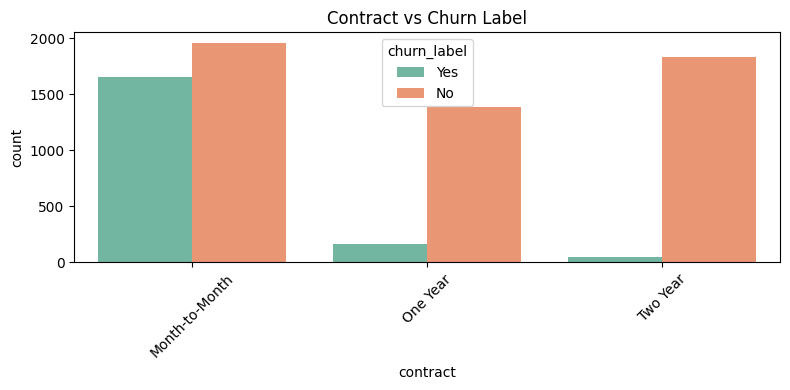 Contract vs Churn Label
churn_label
Yes
No
count
2000
1500
1000
500
0
Month-to-Month
One Year
Two Year
contract